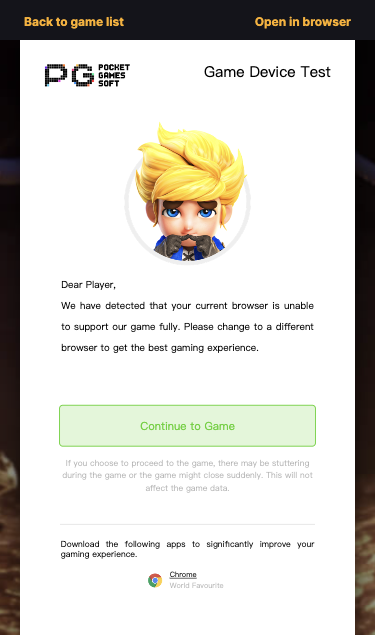 Back to game list
Open in browser
PG POCKET GAMES SOFT
Game Device Test
Dear Player,
We have detected that your current browser is unable
to support our game fully. Please change to a different
browser to get the best gaming experience.
Continue to Game
If you choose to proceed to the game, there may be stuttering
during the game or the game might close suddenly. This will not
affect the game data.
Download the following apps to significantly improve your
gaming experience.
Chrome
World Favourite